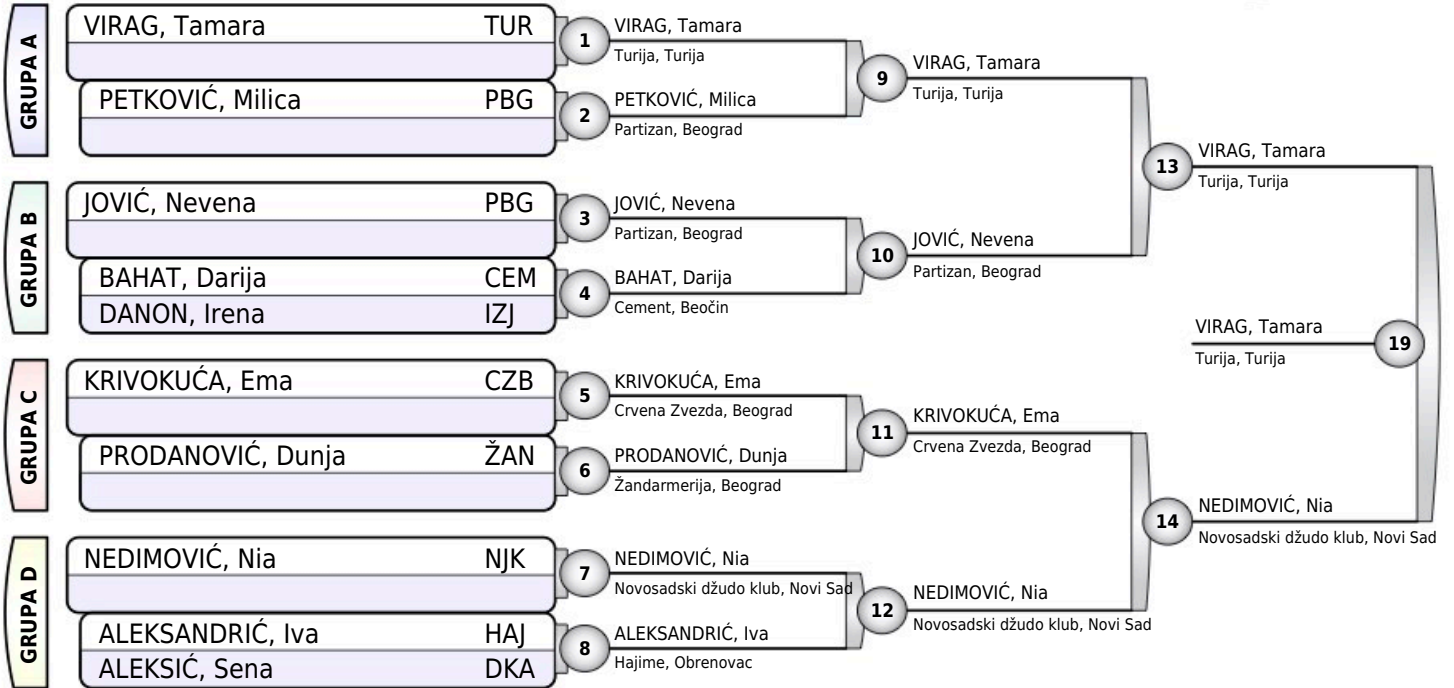 GRUPA A
VIRAG, Tamara TUR
PETKOVIĆ, Milica PBG
GRUPA B
JOVIĆ, Nevena PBG
BAHAT, Darija CEM
DANON, Irena IZJ
GRUPA C
KRIVOKUĆA, Ema CZB
PRODANOVIĆ, Dunja ŽAN
GRUPA D
NEDIMOVIĆ, Nia NJK
ALEKSANDRIĆ, Iva HAJ
ALEKSIĆ, Sena DKA
1
VIRAG, Tamara
Turija, Turija
2
PETKOVIĆ, Milica
Partizan, Beograd
3
JOVIĆ, Nevena
Partizan, Beograd
4
BAHAT, Darija
Cement, Beočin
5
KRIVOKUĆA, Ema
Crvena Zvezda, Beograd
6
PRODANOVIĆ, Dunja
Žandarmerija, Beograd
7
NEDIMOVIĆ, Nia
Novosadski džudo klub, Novi Sad
8
ALEKSANDRIĆ, Iva
Hajime, Obrenovac
9
VIRAG, Tamara
Turija, Turija
10
JOVIĆ, Nevena
Partizan, Beograd
11
KRIVOKUĆA, Ema
Crvena Zvezda, Beograd
12
NEDIMOVIĆ, Nia
Novosadski džudo klub, Novi Sad
13
VIRAG, Tamara
Turija, Turija
14
NEDIMOVIĆ, Nia
Novosadski džudo klub, Novi Sad
VIRAG, Tamara
Turija, Turija
19